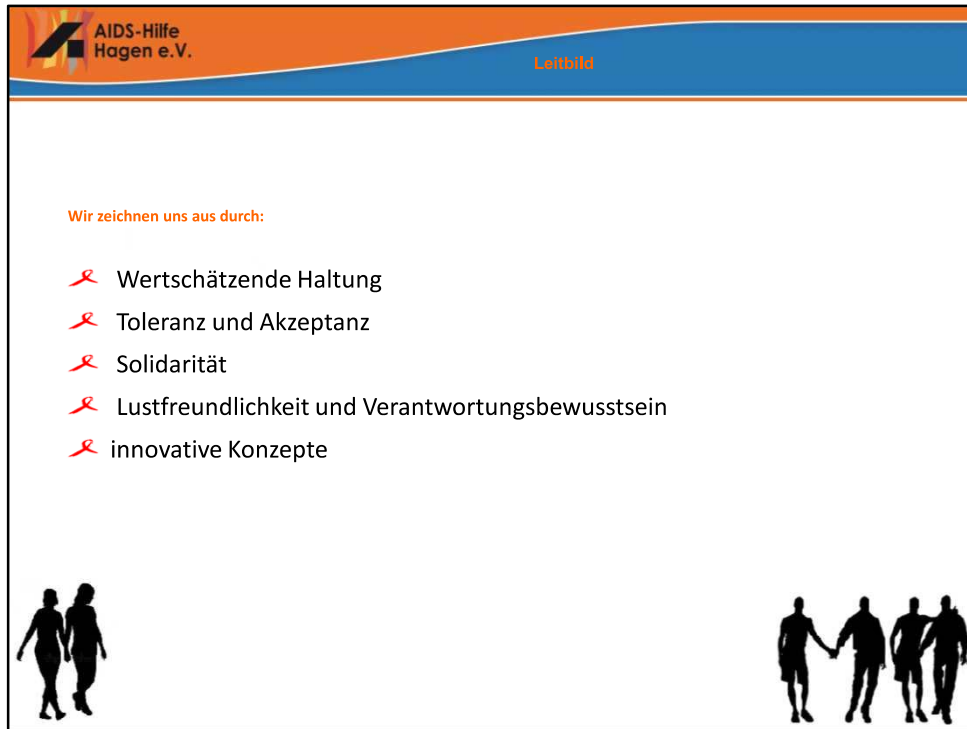 AIDS-Hilfe
Hagen e.V.
Leitbild
Wir zeichnen uns aus durch:
Wertschätzende Haltung
Toleranz und Akzeptanz
Solidarität
Lustfreundlichkeit und Verantwortungsbewusstsein
innovative Konzepte